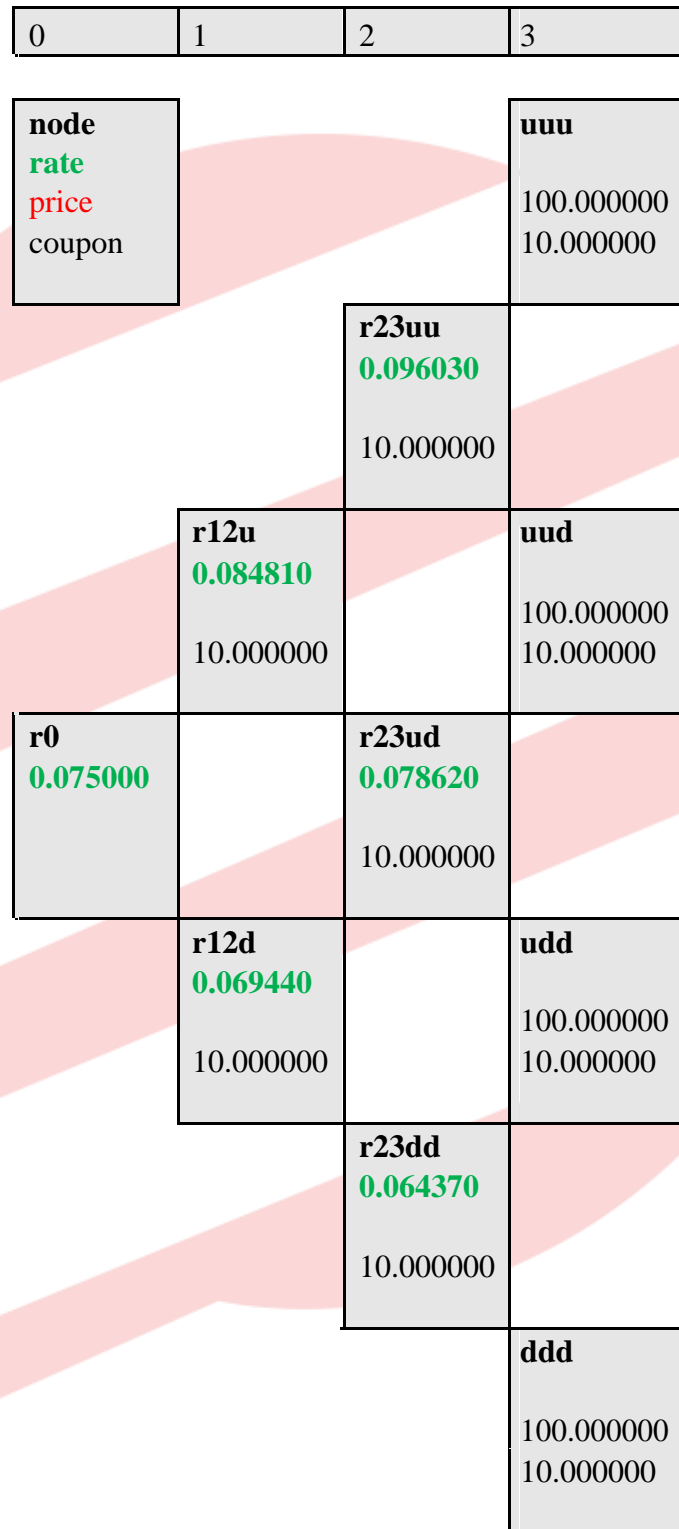 0 1 2 3
node uuu
rate
price 100.000000
coupon 10.000000
r23uu
0.096030
10.000000
r12u uud
0.084810
100.000000
10.000000 10.000000
r0 r23ud
0.075000 0.078620
10.000000
r12d udd
0.069440
100.000000
10.000000 10.000000
r23dd
0.064370
10.000000
ddd
100.000000
10.000000